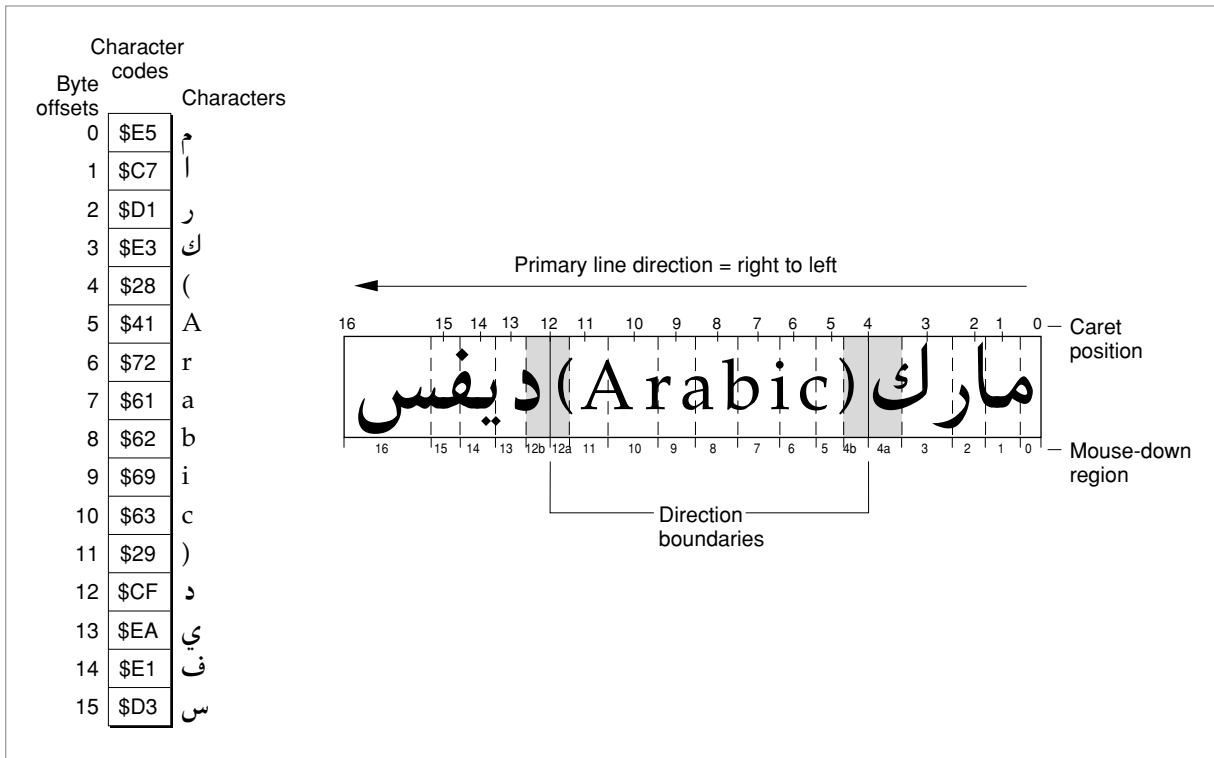 Character
codes
Byte
offsets
Characters
0 $E5 م
1 $C7 ا
2 $D1 ر
3 $E3 ك
4 $28 (
5 $41 A
6 $72 r
7 $61 a
8 $62 b
9 $69 i
10 $63 c
11 $29 )
12 $CF د
13 $EA ي
14 $E1 ف
15 $D3 س
Primary line direction = right to left
16 15 14 13 12 11 10 9 8 7 6 5 4 3 2 1 0
Caret
position
مارك(Arabic)ديفس
16 15 14 13 12b 12a 11 10 9 8 7 6 5 4b 4a 3 2 1 0
Mouse-down
region
Direction
boundaries